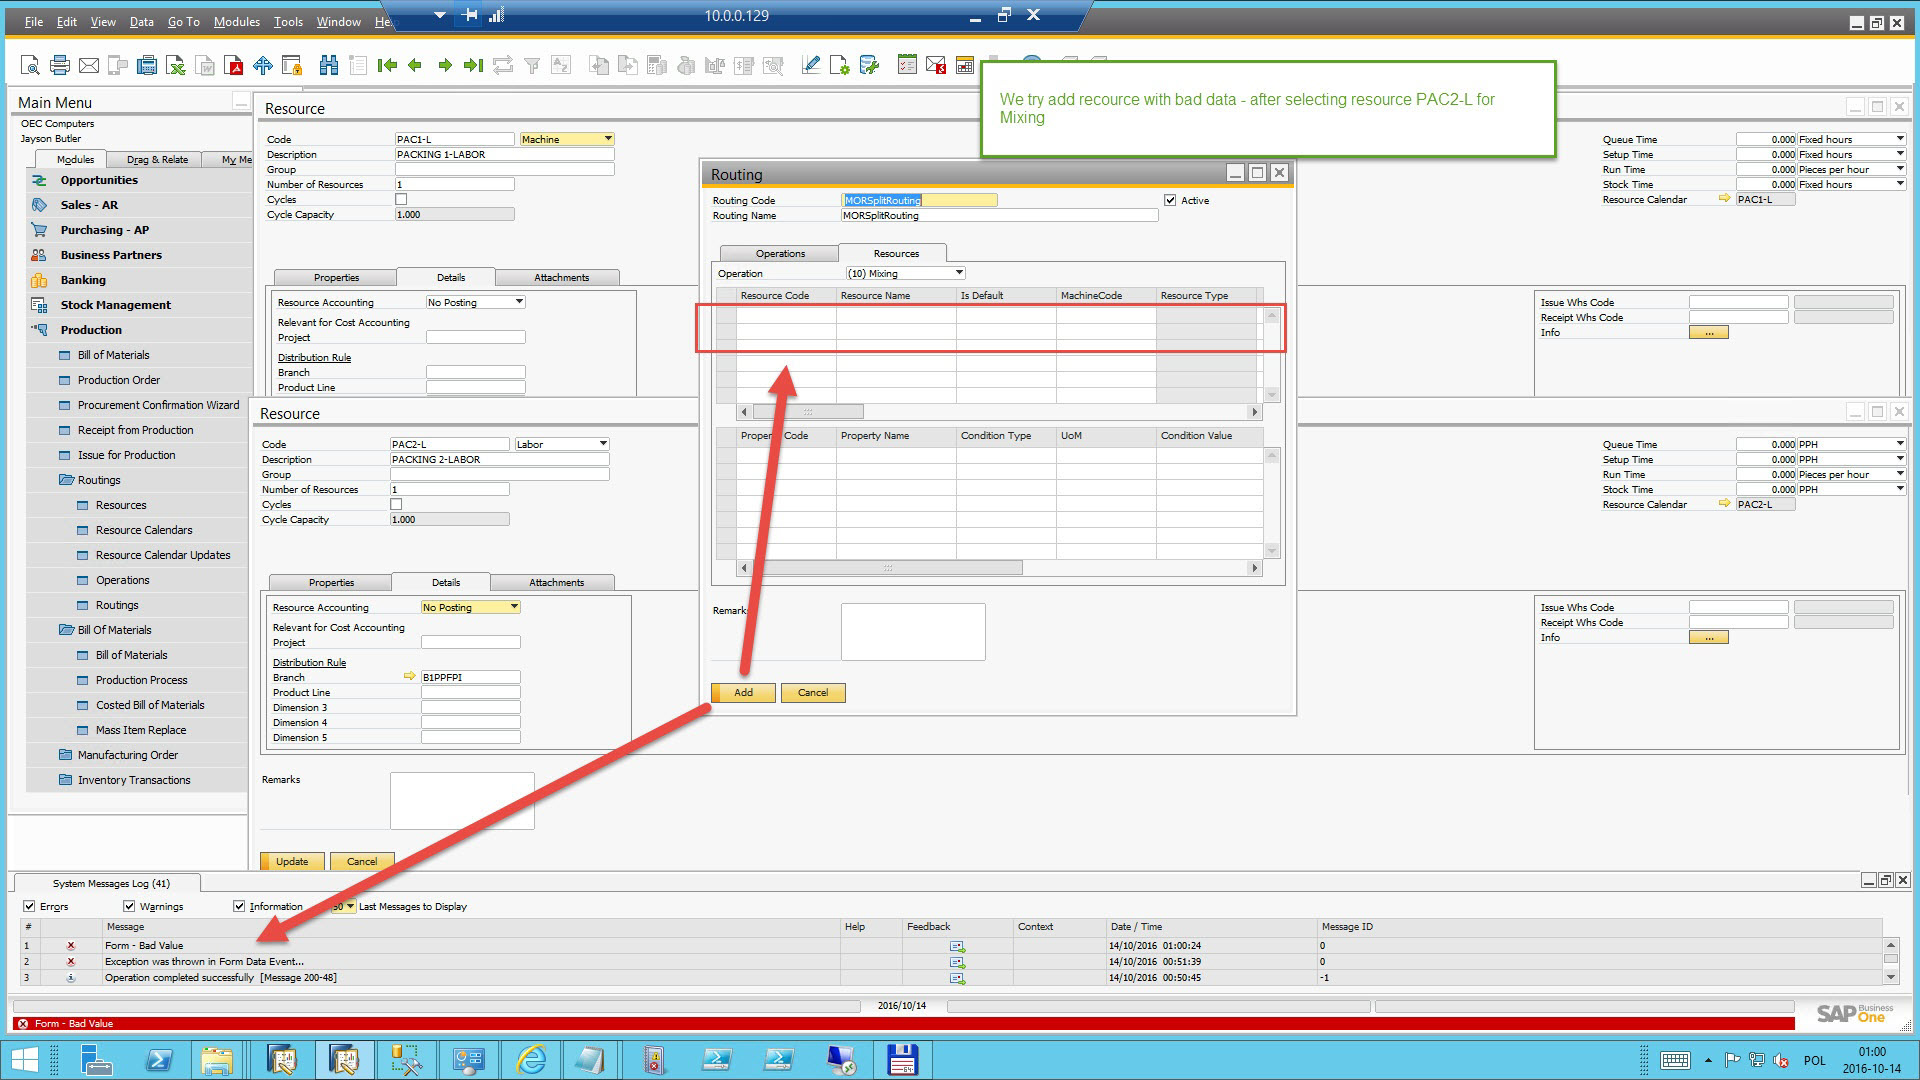 File Edit View Data Go To Modules Tools Window
10.0.0.129
We try add recource with bad data - after selecting resource PAC2-L for
Mixing
Main Menu
OEC Computers
Jayson Butler
Modules Drag & Relate My Me
Opportunities
Sales - AR
Purchasing - AP
Business Partners
Banking
Stock Management
Production
Bill of Materials
Production Order
Procurement Confirmation Wizard
Receipt from Production
Issue for Production
Routings
Resources
Resource Calendars
Resource Calendar Updates
Operations
Routings
Bill Of Materials
Bill of Materials
Production Process
Costed Bill of Materials
Mass Item Replace
Manufacturing Order
Inventory Transactions
Resource
Code PAC1-L Machine
Description PACKING 1-LABOR
Group
Number of Resources 1
Cycles
Cycle Capacity 1.000
Queue Time 0.000 Fixed hours
Setup Time 0.000 Fixed hours
Run Time 0.000 Pieces per hour
Stock Time 0.000 Fixed hours
Resource Calendar PAC1-L
Properties Details Attachments
Resource Accounting No Posting
Relevant for Cost Accounting
Project
Distribution Rule
Branch
Product Line
Issue Whs Code
Receipt Whs Code
Info ...
Routing
Routing Code MORSplitRouting Active
Routing Name MORSplitRouting
Operations Resources
Operation (10) Mixing
Resource Code Resource Name Is Default MachineCode Resource Type
Code Property Name Condition Type UoM Condition Value
Remarks
Add Cancel
Resource
Code PAC2-L Labor
Description PACKING 2-LABOR
Group
Number of Resources 1
Cycles
Cycle Capacity 1.000
Queue Time 0.000 PPH
Setup Time 0.000 PPH
Run Time 0.000 Pieces per hour
Stock Time 0.000 PPH
Resource Calendar PAC2-L
Properties Details Attachments
Resource Accounting No Posting
Relevant for Cost Accounting
Project
Distribution Rule
Branch B1PPFPI
Product Line
Dimension 3
Dimension 4
Dimension 5
Issue Whs Code
Receipt Whs Code
Info ...
Remarks
Update Cancel
System Messages Log (41)
Errors Warnings Information Last Messages to Display
# Message Help Feedback Context Date / Time Message ID
1 Form - Bad Value 14/10/2016 01:00:24 0
2 Exception was thrown in Form Data Event... 14/10/2016 00:51:39 0
3 Operation completed successfully [Message 200-48] 14/10/2016 00:50:45 -1
2016/10/14
Form - Bad Value
SAP Business One
POL
01:00
2016-10-14